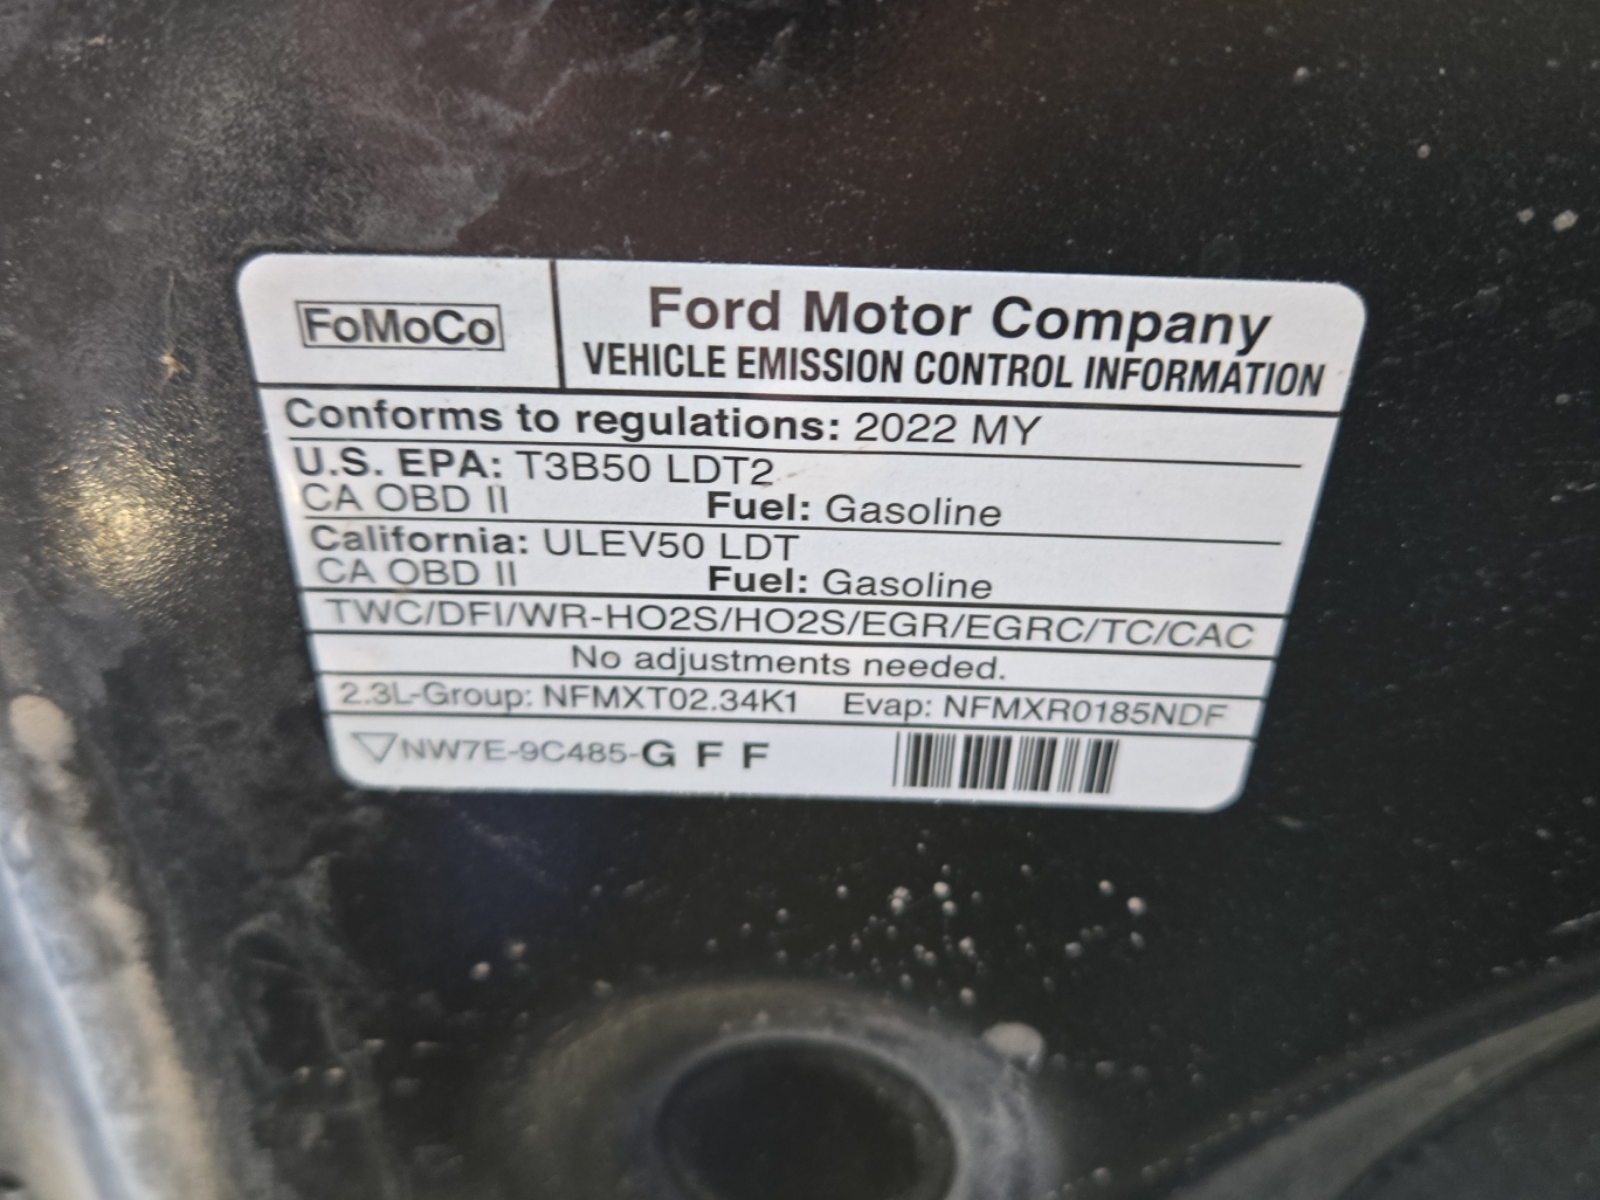 FoMoCo
Ford Motor Company
VEHICLE EMISSION CONTROL INFORMATION
Conforms to regulations: 2022 MY
U.S. EPA: T3B50 LDT2
CA OBD II Fuel: Gasoline
California: ULEV50 LDT
CA OBD II Fuel: Gasoline
TWC/DFI/WR-HO2S/HO2S/EGR/EGRC/TC/CAC
No adjustments needed.
2.3L-Group: NFMXT02.34K1 Evap: NFMXR0185NDF
NW7E-9C485-G F F